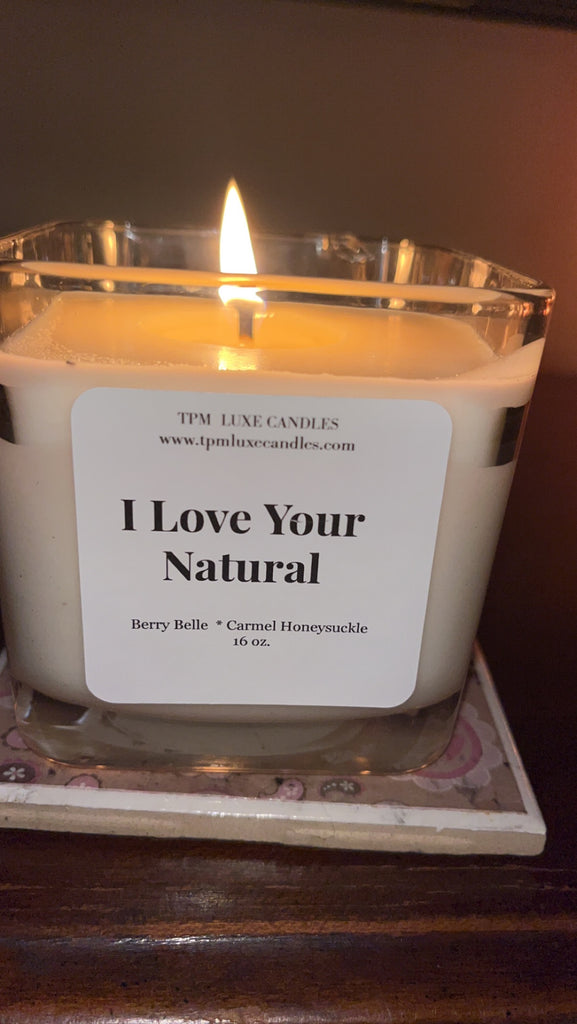 TPM LUXE CANDLES
www.tpmluxecandles.com
I Love Your
Natural
Berry Belle * Carmel Honeysuckle
16 oz.